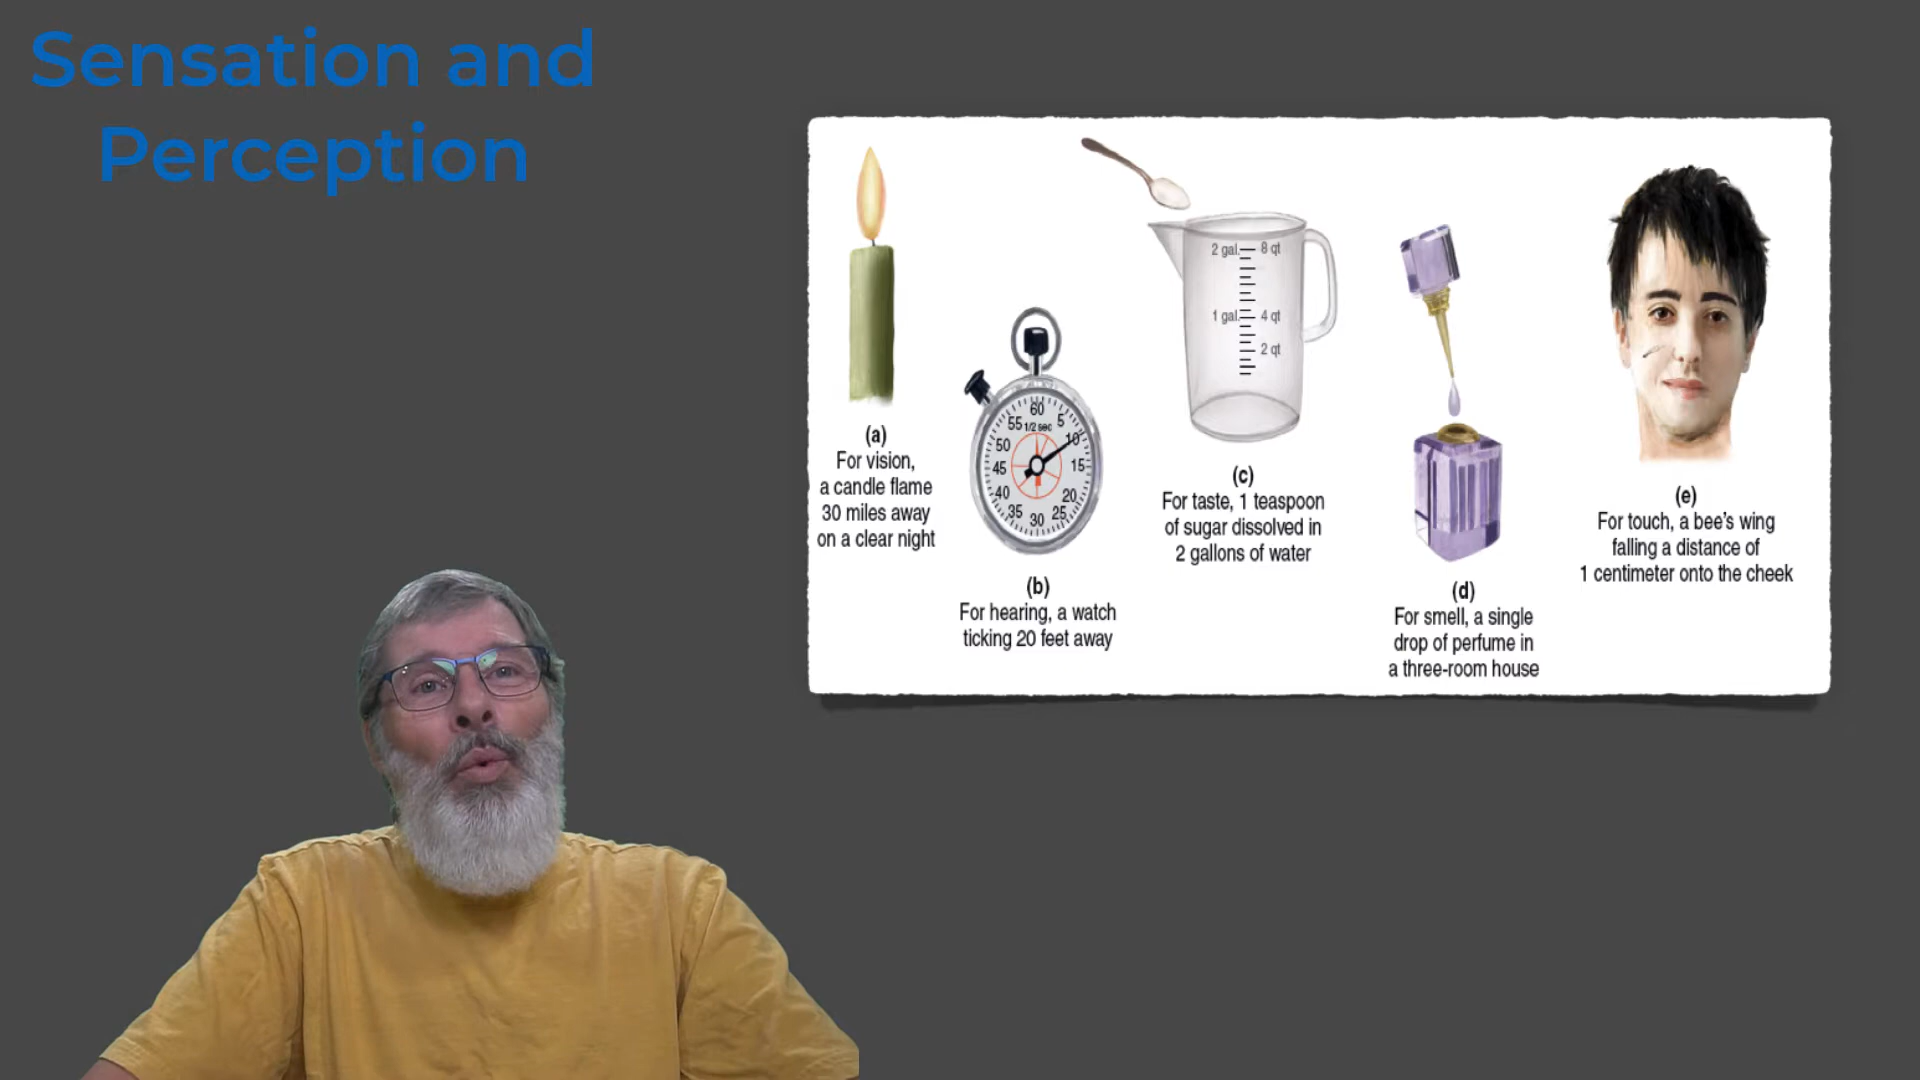 Sensation and
Perception
(a)
For vision,
a candle flame
30 miles away
on a clear night
60
55 1/2 sec 5
50 10
45 15
40 20
35 30 25
(b)
For hearing, a watch
ticking 20 feet away
2 gal. 8 qt
1 gal. 4 qt
2 qt
(c)
For taste, 1 teaspoon
of sugar dissolved in
2 gallons of water
(d)
For smell, a single
drop of perfume in
a three-room house
(e)
For touch, a bee's wing
falling a distance of
1 centimeter onto the cheek